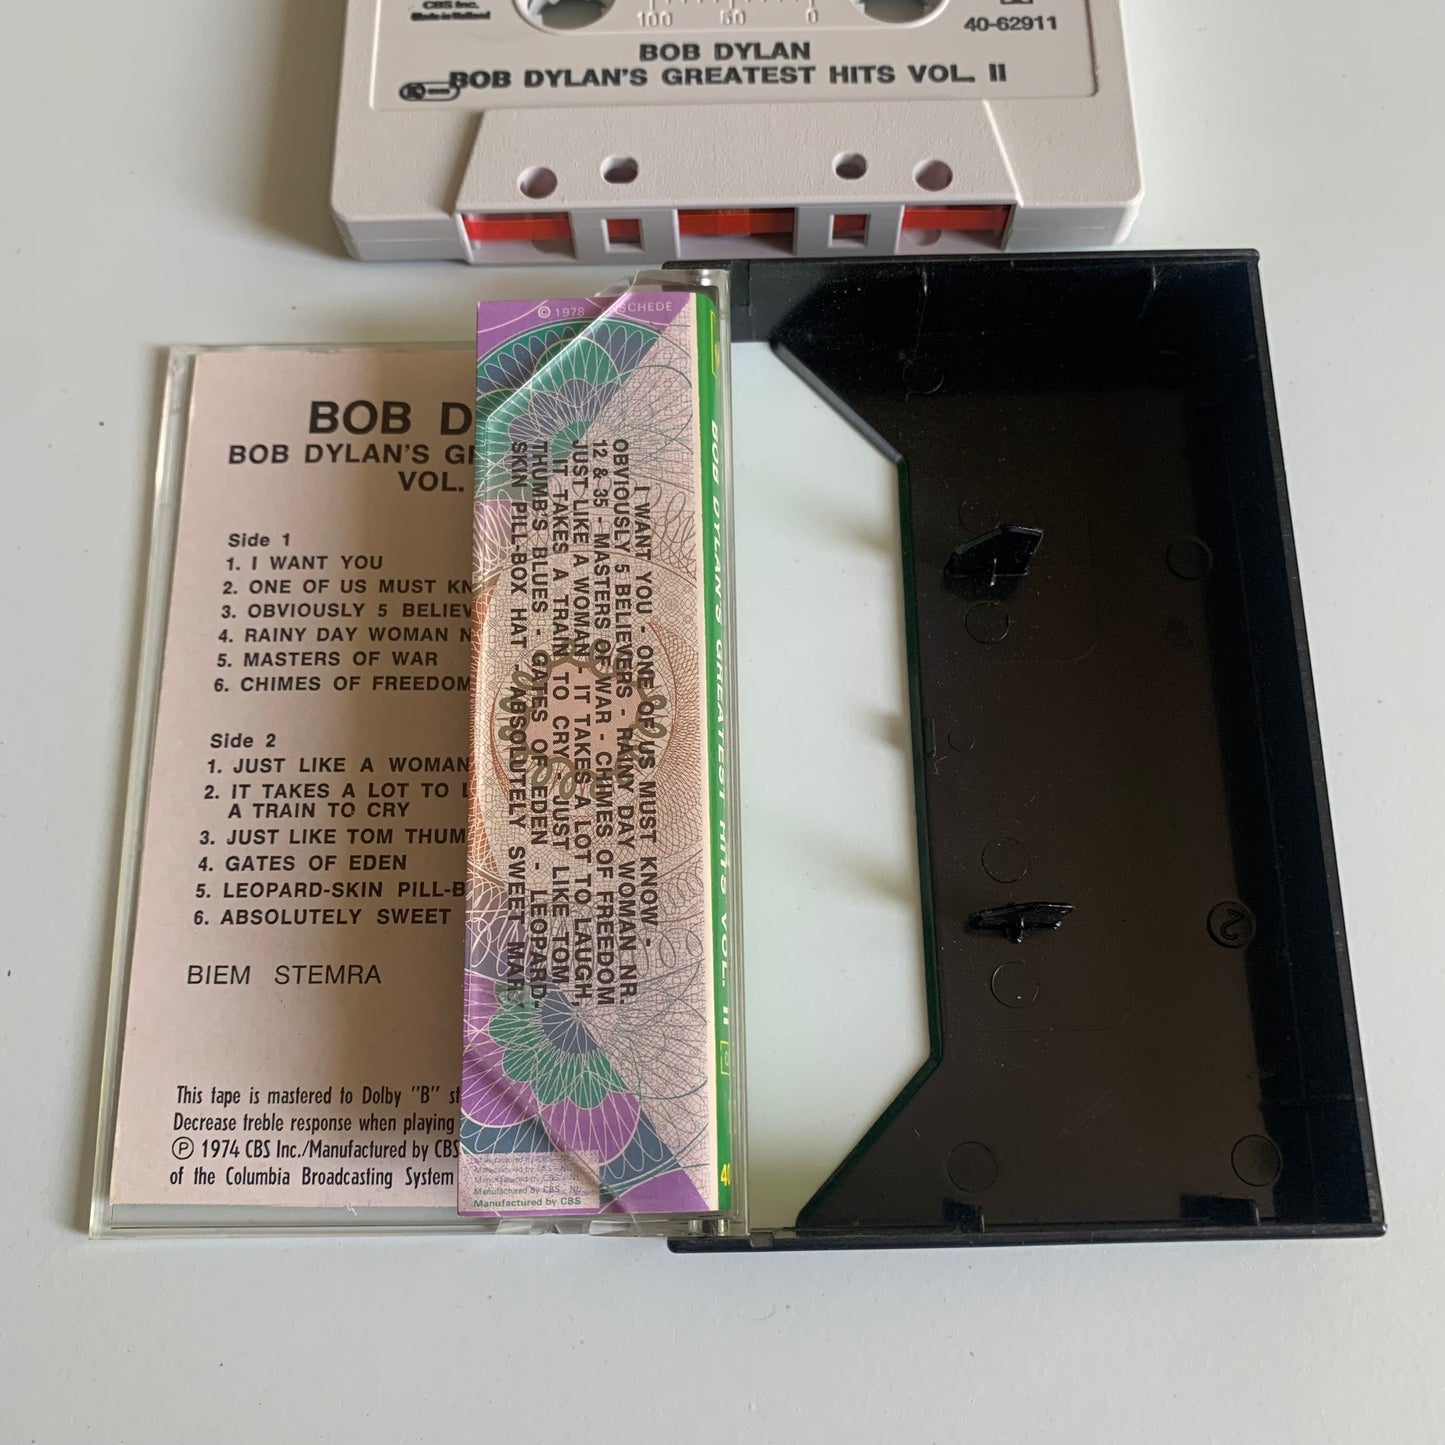 CBS Inc.
Made in Holland
100 50 0
40-62911
BOB DYLAN
BOB DYLAN'S GREATEST HITS VOL. II
BOB D
BOB DYLAN'S GR
VOL.
Side 1
1. I WANT YOU
2. ONE OF US MUST KN
3. OBVIOUSLY 5 BELIEV
4. RAINY DAY WOMAN N
5. MASTERS OF WAR
6. CHIMES OF FREEDOM
Side 2
1. JUST LIKE A WOMAN
2. IT TAKES A LOT TO L
A TRAIN TO CRY
3. JUST LIKE TOM THUM
4. GATES OF EDEN
5. LEOPARD-SKIN PILL-B
6. ABSOLUTELY SWEET
BIEM STEMRA
This tape is mastered to Dolby "B" st
Decrease treble response when playing
Ⓟ 1974 CBS Inc./Manufactured by CBS
of the Columbia Broadcasting System
© 1978
SCHEDE
I WANT YOU - ONE OF US MUST KNOW -
OBVIOUSLY 5 BELIEVERS - RAINY DAY WOMAN NR.
12 & 35 - MASTERS OF WAR - CHIMES OF FREEDOM
JUST LIKE A WOMAN - IT TAKES A LOT TO LAUGH,
IT TAKES A TRAIN TO CRY - JUST LIKE TOM
THUMB'S BLUES - GATES OF EDEN - LEOPARD-
SKIN PILL-BOX HAT - ABSOLUTELY SWEET MAR.
Manufactured by CBS - NL
Manufactured by CBS
BOB DYLAN'S GREATEST HITS VOL. II
40
2